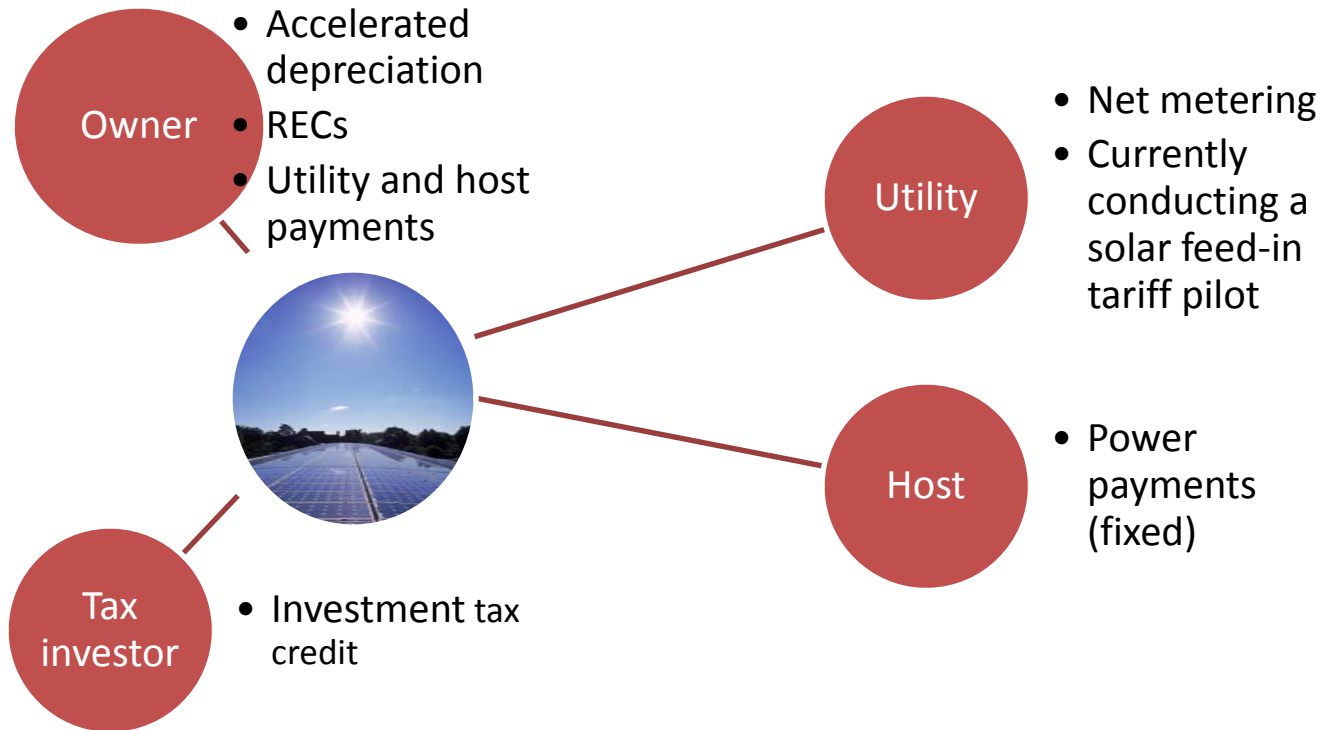 Owner
• Accelerated
depreciation
• RECs
• Utility and host
payments
Utility
• Net metering
• Currently
conducting a
solar feed-in
tariff pilot
Host
• Power
payments
(fixed)
Tax
investor
• Investment tax
credit